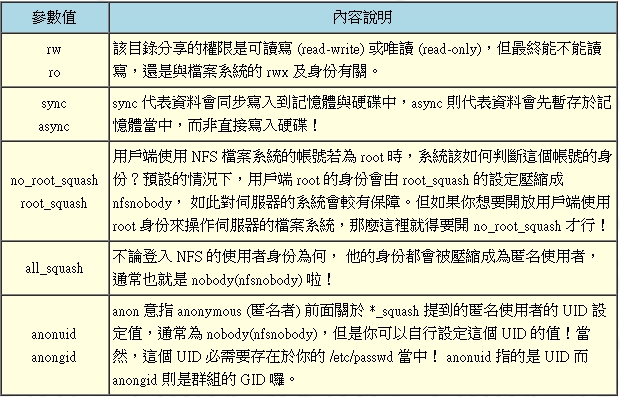 參數值 內容說明
rw
ro
該目錄分享的權限是可讀寫 (read-write) 或唯讀 (read-only)，但最終能不能讀
寫，還是與檔案系統的 rwx 及身份有關。
sync
async
sync 代表資料會同步寫入到記憶體與硬碟中，async 則代表資料會先暫存於記
憶體當中，而非直接寫入硬碟！
no_root_squash
root_squash
用戶端使用 NFS 檔案系統的帳號若為 root 時，系統該如何判斷這個帳號的身
份？預設的情況下，用戶端 root 的身份會由 root_squash 的設定壓縮成
nfsnobody， 如此對伺服器的系統會較有保障。但如果你想要開放用戶端使用
root 身份來操作伺服器的檔案系統，那麼這裡就得要開 no_root_squash 才行！
all_squash
不論登入 NFS 的使用者身份為何， 他的身份都會被壓縮成為匿名使用者，
通常也就是 nobody(nfsnobody) 啦！
anonuid
anongid
anon 意指 anonymous (匿名者) 前面關於 *_squash 提到的匿名使用者的 UID 設
定值，通常為 nobody(nfsnobody)，但是你可以自行設定這個 UID 的值！當
然，這個 UID 必需要存在於你的 /etc/passwd 當中！ anonuid 指的是 UID 而
anongid 則是群組的 GID 囉。